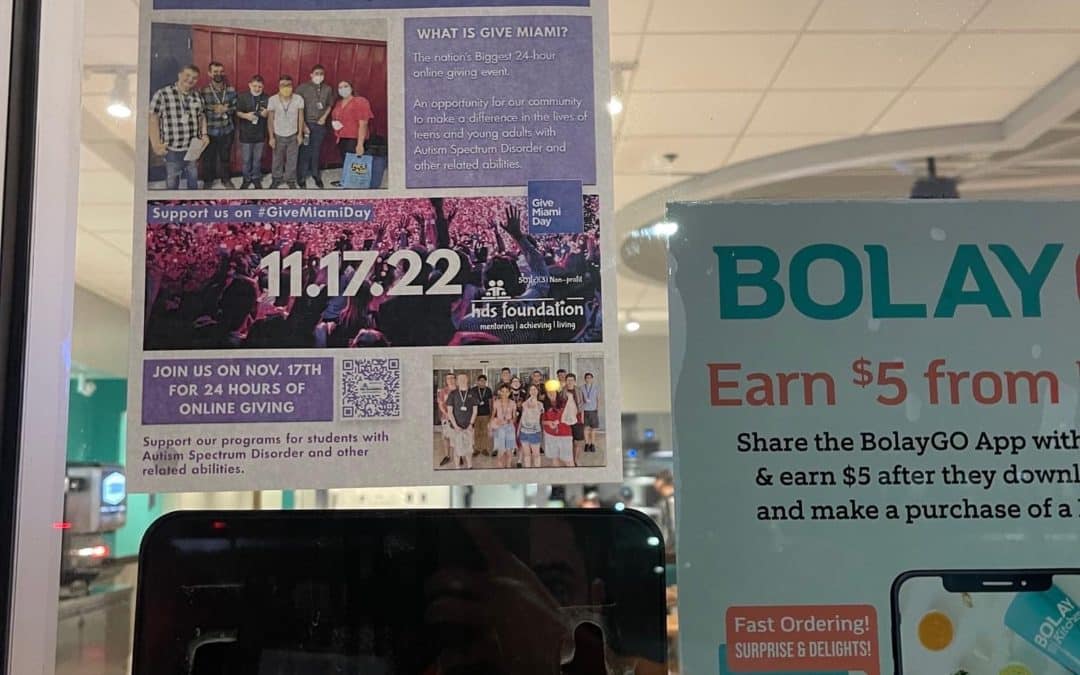 WHAT IS GIVE MIAMI?
The nation's Biggest 24-hour
online giving event.
An opportunity for our community
to make a difference in the lives of
teens and young adults with
Autism Spectrum Disorder and
other related abilities.
Support us on #GiveMiamiDay
Give
Miami
Day
11.17.22
501(c)(3) Non-profit
hds foundation
mentoring | achieving | living
JOIN US ON NOV. 17TH
FOR 24 HOURS OF
ONLINE GIVING
Support our programs for students with
Autism Spectrum Disorder and other
related abilities.
BOLAY
Earn $5 from
Share the BolayGO App with
& earn $5 after they downl
and make a purchase of a
Fast Ordering!
SURPRISE & DELIGHTS!
BOLAY
Kitchen